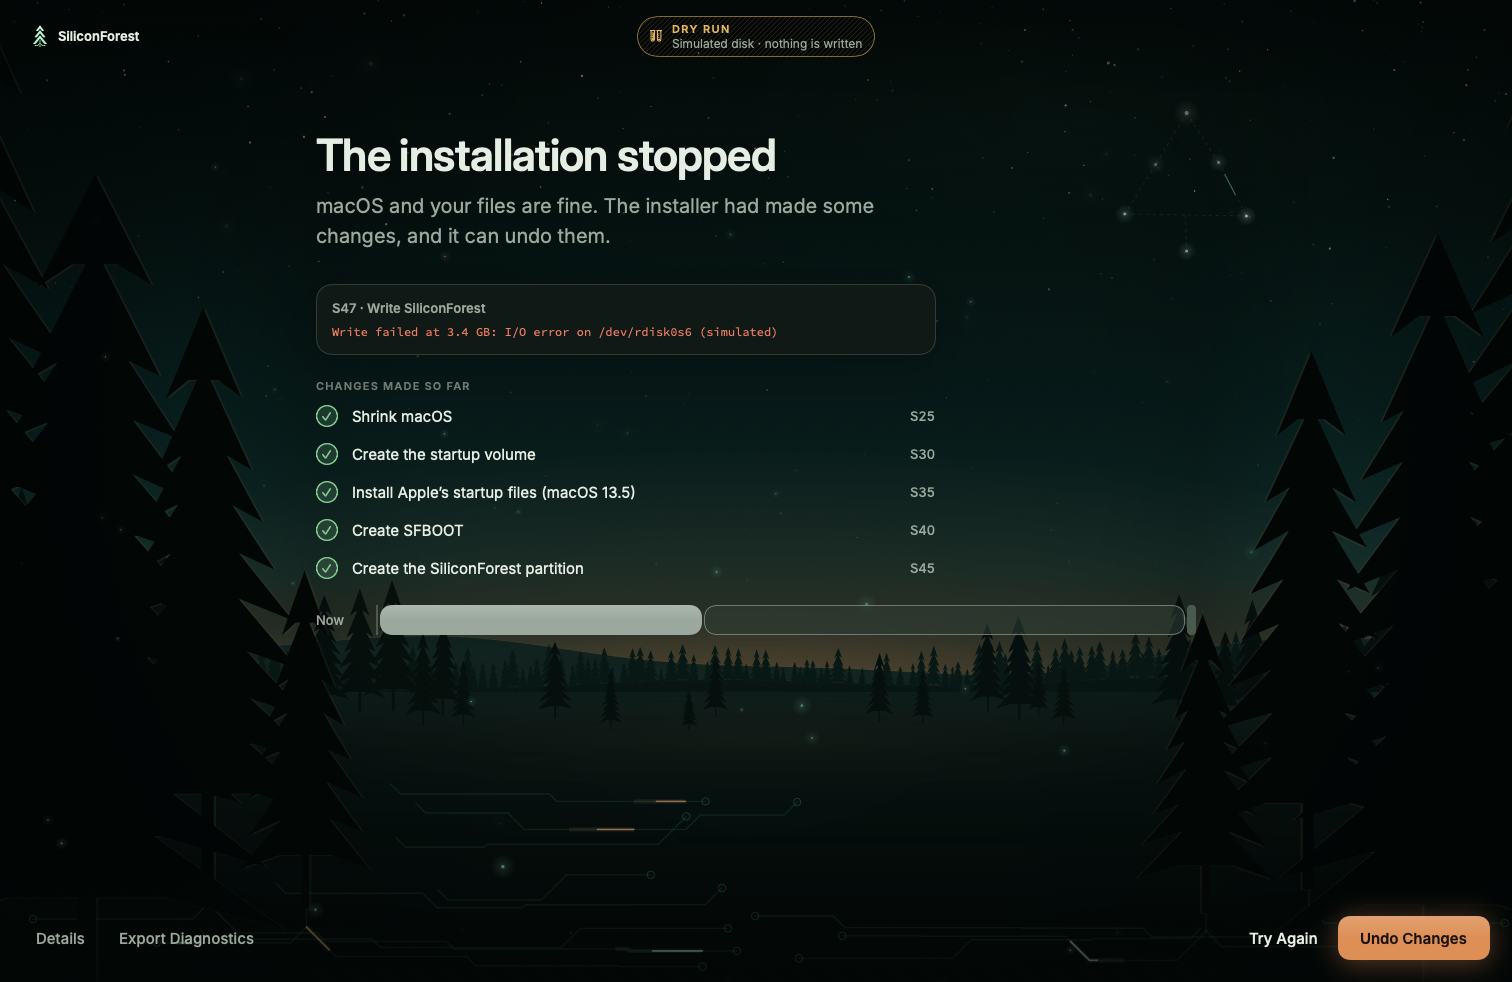 SiliconForest
DRY RUN
Simulated disk · nothing is written
The installation stopped
macOS and your files are fine. The installer had made some
changes, and it can undo them.
S47 · Write SiliconForest
Write failed at 3.4 GB: I/O error on /dev/rdisk0s6 (simulated)
CHANGES MADE SO FAR
Shrink macOS S25
Create the startup volume S30
Install Apple’s startup files (macOS 13.5) S35
Create SFBOOT S40
Create the SiliconForest partition S45
Now
Details Export Diagnostics Try Again Undo Changes